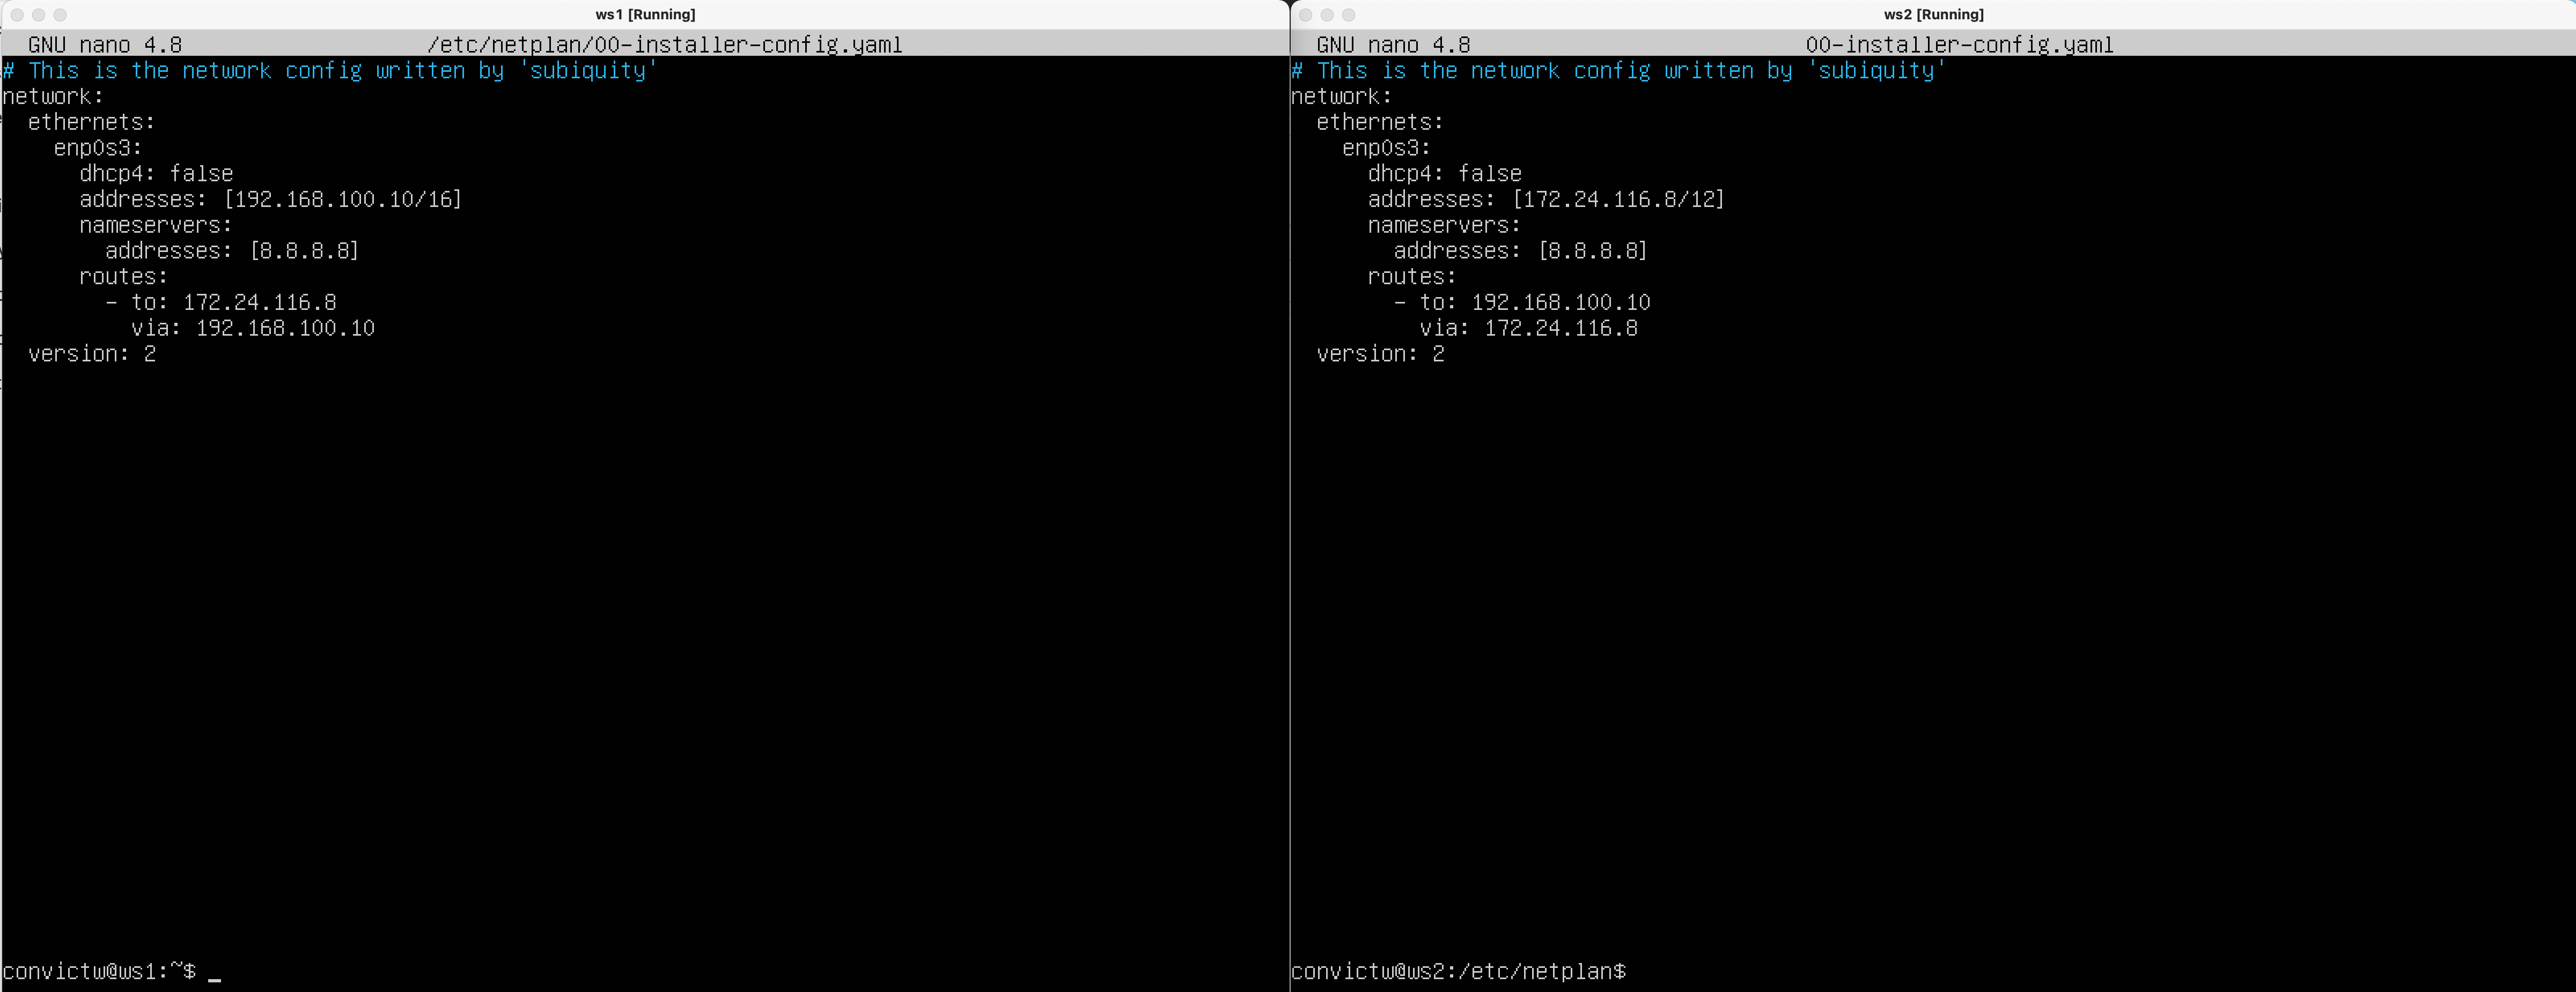 ws1 [Running]
GNU nano 4.8 /etc/netplan/00-installer-config.yaml
# This is the network config written by 'subiquity'
network:
  ethernets:
    enp0s3:
      dhcp4: false
      addresses: [192.168.100.10/16]
      nameservers:
        addresses: [8.8.8.8]
      routes:
        - to: 172.24.116.8
          via: 192.168.100.10
  version: 2
convictw@ws1:~$ _
ws2 [Running]
GNU nano 4.8 00-installer-config.yaml
# This is the network config written by 'subiquity'
network:
  ethernets:
    enp0s3:
      dhcp4: false
      addresses: [172.24.116.8/12]
      nameservers:
        addresses: [8.8.8.8]
      routes:
        - to: 192.168.100.10
          via: 172.24.116.8
  version: 2
convictw@ws2:/etc/netplan$